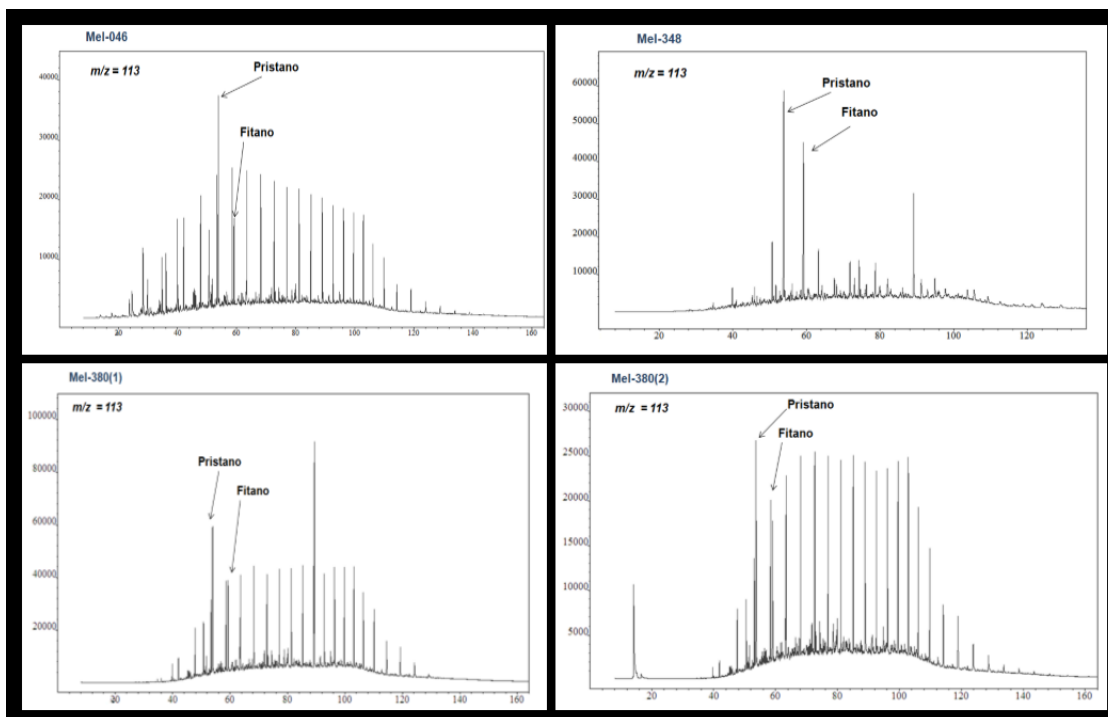 Mel-046
m/z = 113
Pristano
Fitano
40000
30000
20000
10000
20 40 60 80 100 120 140 160
Mel-348
m/z = 113
Pristano
Fitano
60000
50000
40000
30000
20000
10000
20 40 60 80 100 120
Mel-380(1)
m/z = 113
Pristano
Fitano
100000
80000
60000
40000
20000
20 40 60 80 100 120 140 160
Mel-380(2)
m/z = 113
Pristano
Fitano
30000
25000
20000
15000
10000
5000
20 40 60 80 100 120 140 160